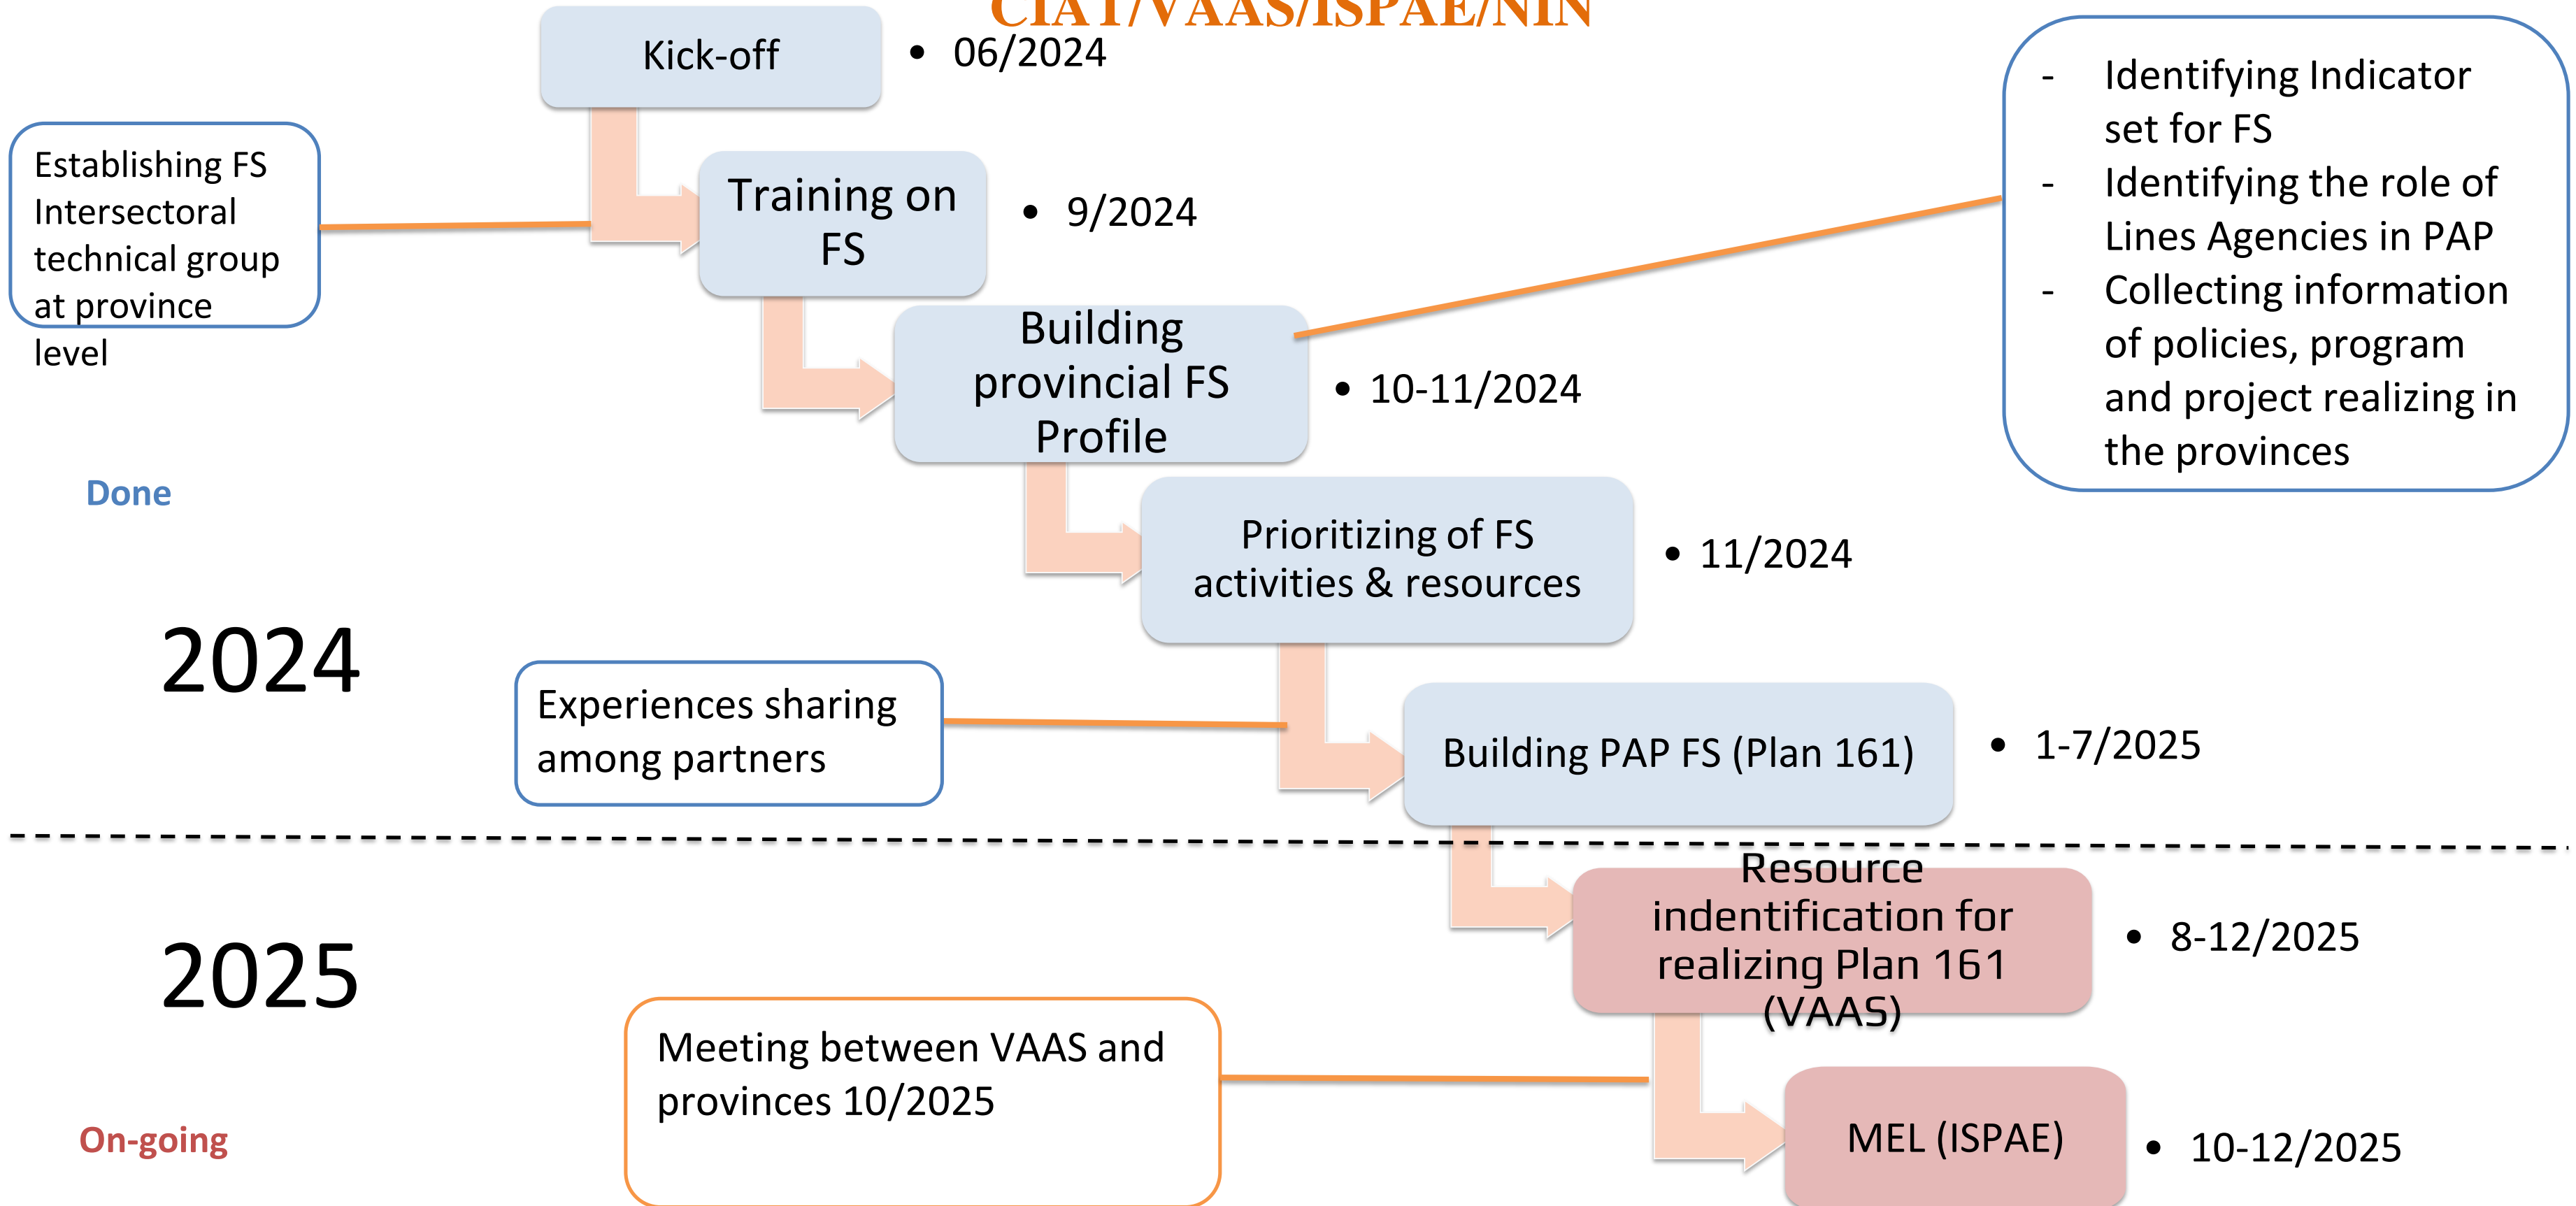 CIAT/VAAS/ISPAE/NIN
Kick-off
• 06/2024
Establishing FS
Intersectoral
technical group
at province
level
Training on
FS
• 9/2024
- Identifying Indicator
set for FS
- Identifying the role of
Lines Agencies in PAP
- Collecting information
of policies, program
and project realizing in
the provinces
Building
provincial FS
Profile
• 10-11/2024
Done
Prioritizing of FS
activities & resources
• 11/2024
2024
Experiences sharing
among partners
Building PAP FS (Plan 161)
• 1-7/2025
Resource
indentification for
realizing Plan 161
(VAAS)
• 8-12/2025
2025
Meeting between VAAS and
provinces 10/2025
On-going
MEL (ISPAE)
• 10-12/2025